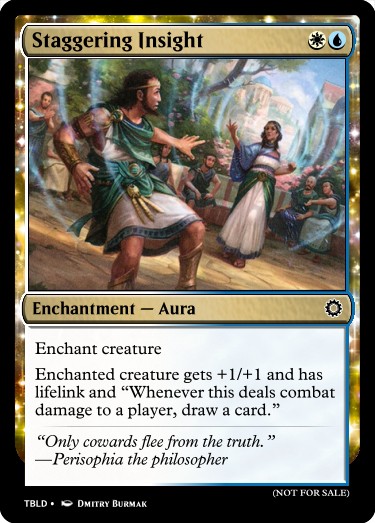 Staggering Insight
Enchantment — Aura
Enchant creature
Enchanted creature gets +1/+1 and has
lifelink and “Whenever this deals combat
damage to a player, draw a card.”
“Only cowards flee from the truth.”
—Perisophia the philosopher
(NOT FOR SALE)
TBLD • Dmitry Burmak